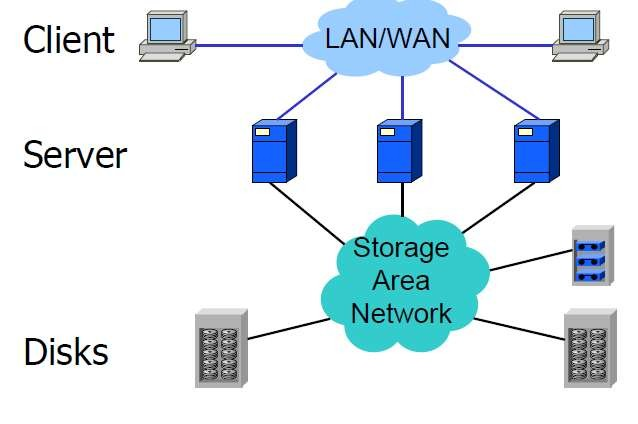 Client
LAN/WAN
Server
Storage
Area
Network
Disks